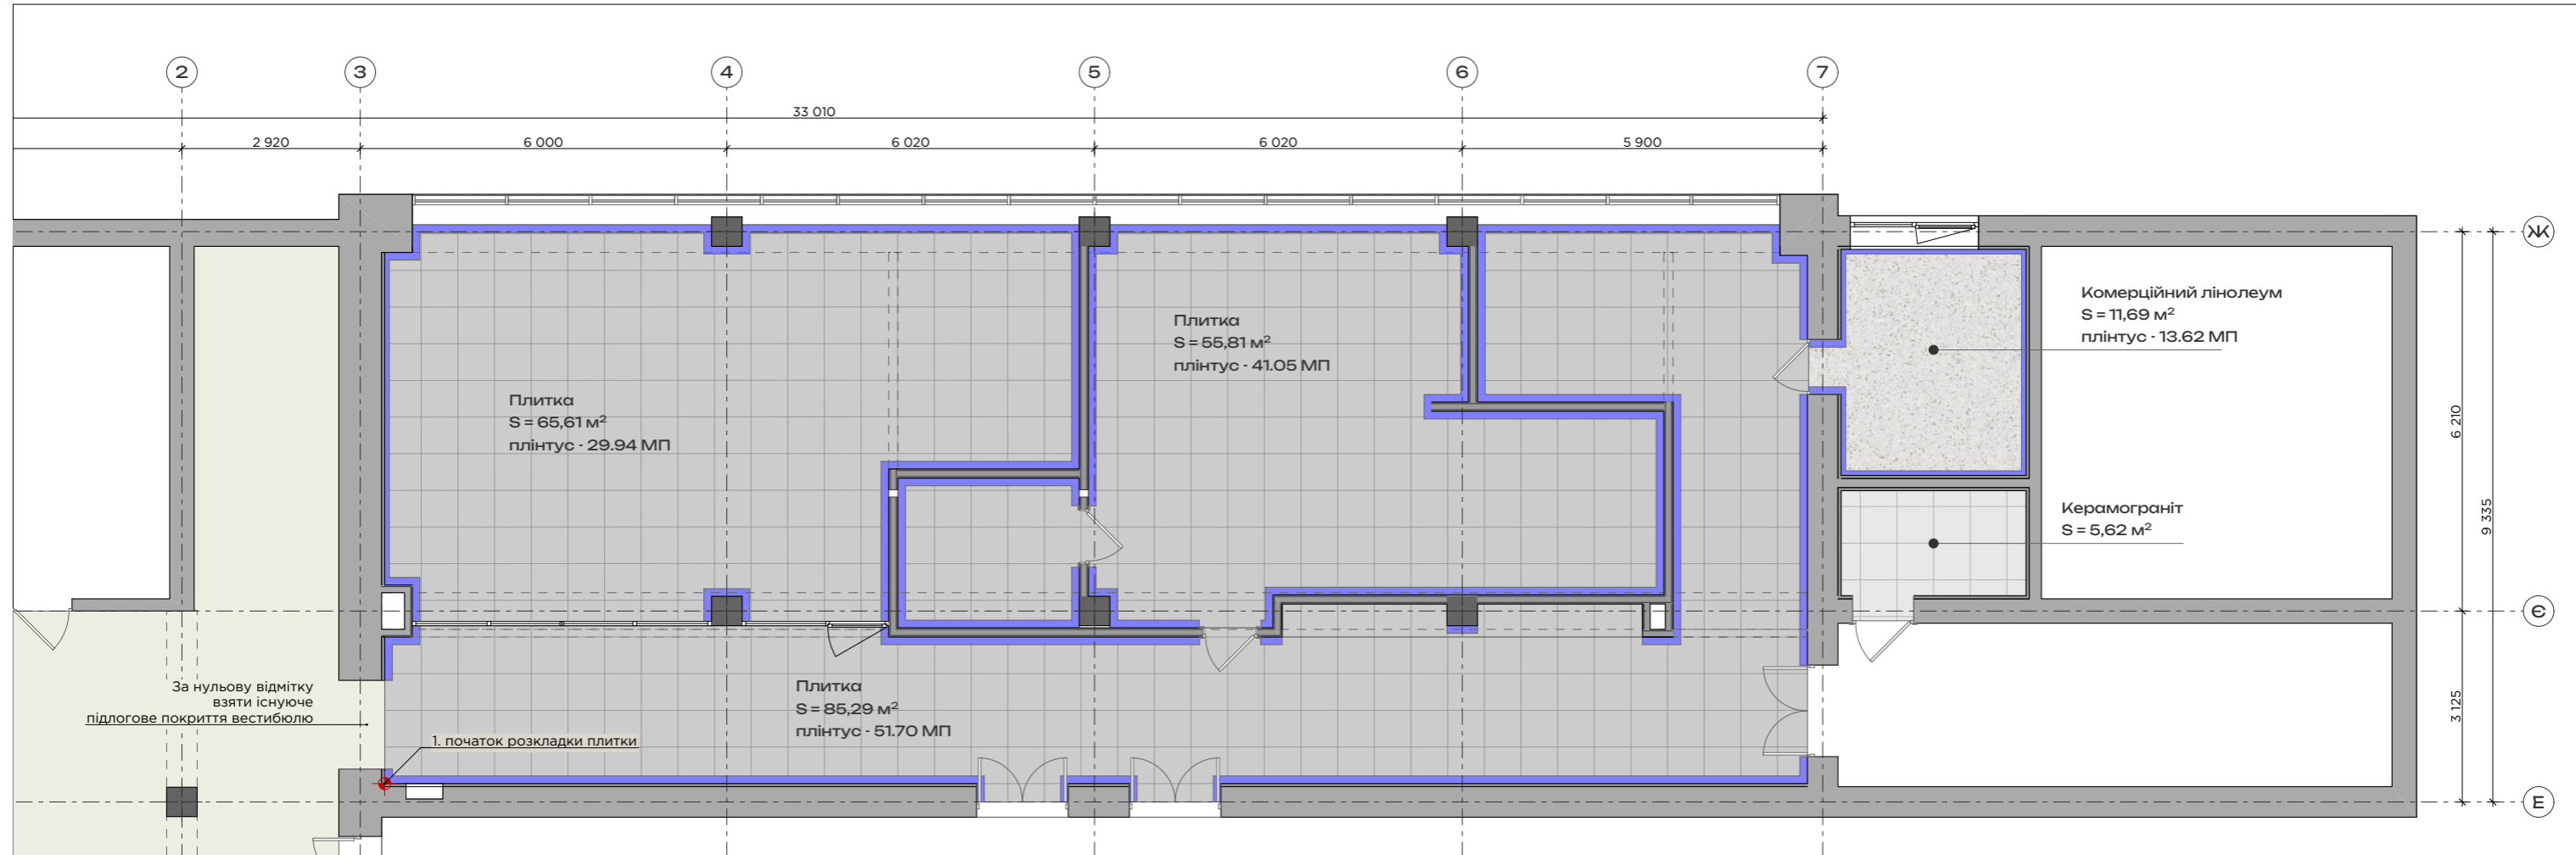 2
3
4
5
6
7
33 010
2 920
6 000
6 020
6 020
5 900
Ж
Комерційний лінолеум
S = 11,69 м²
плінтус - 13.62 МП
Плитка
S = 55,81 м²
плінтус - 41.05 МП
Плитка
S = 65,61 м²
плінтус - 29.94 МП
6 210
9 335
Керамограніт
S = 5,62 м²
Є
За нульову відмітку
взяти існуюче
підлогове покриття вестибюлю
Плитка
S = 85,29 м²
плінтус - 51.70 МП
1. початок розкладки плитки
3 125
Е